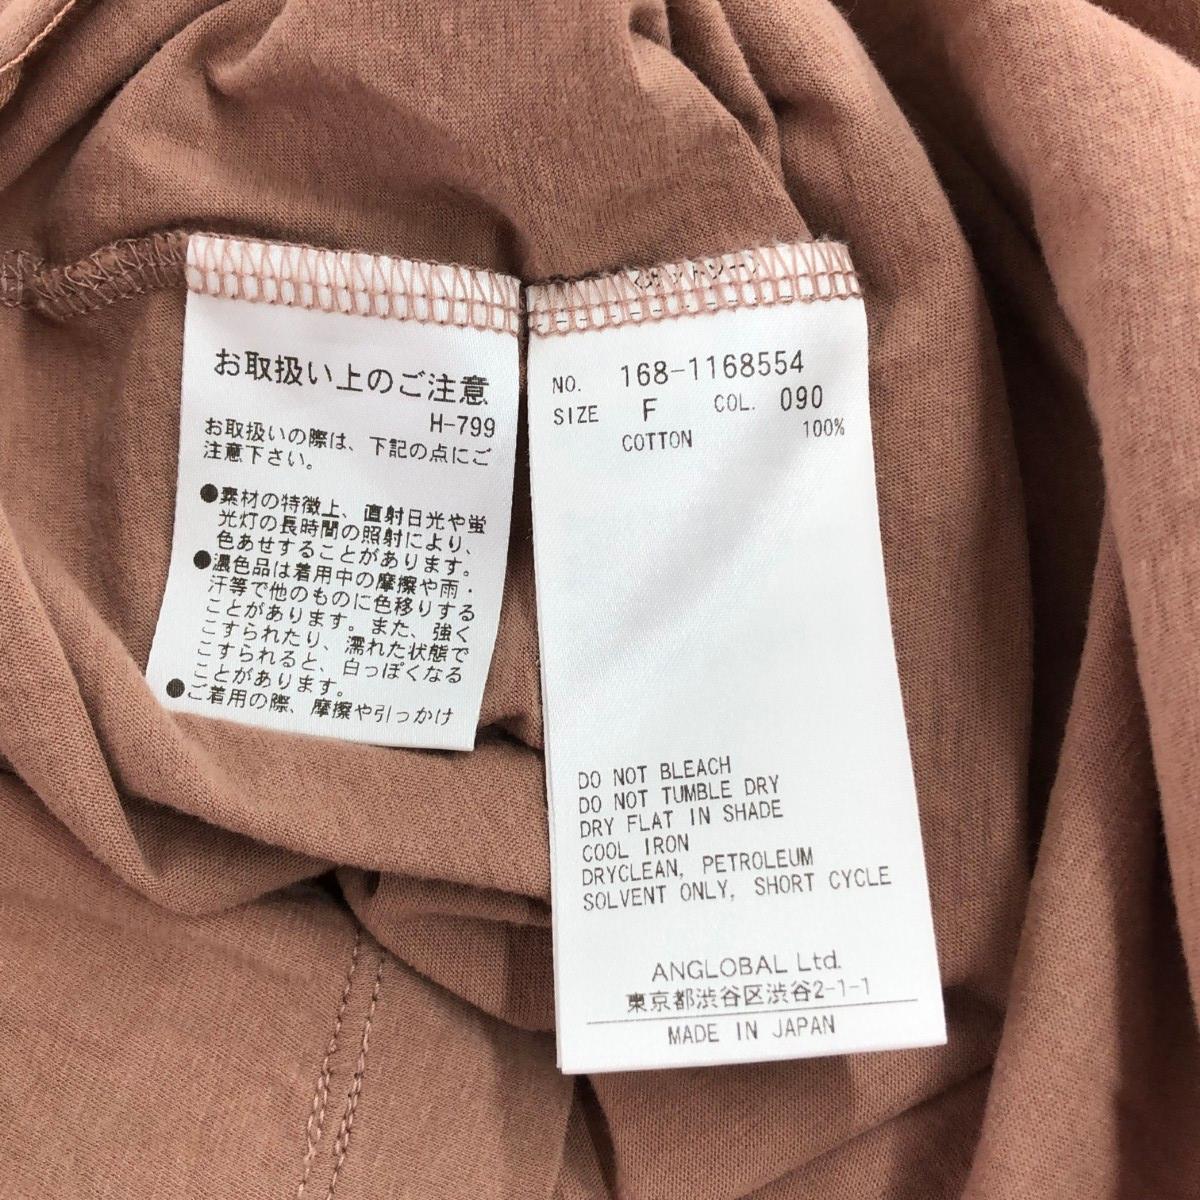 お取扱い上のご注意
H-799
お取扱いの際は、下記の点にご
注意下さい。
●素材の特徴上、直射日光や蛍
光灯の長時間の照射により、
色あせすることがあります。
●濃色品は着用中の摩擦や雨・
汗等で他のものに色移りする
ことがあります。また、強く
こすられたり、濡れた状態で
こすられると、白っぽくなる
ことがあります。
●ご着用の際、摩擦や引っかけ
NO. 168-1168554
SIZE F COL. 090
COTTON 100%
DO NOT BLEACH
DO NOT TUMBLE DRY
DRY FLAT IN SHADE
COOL IRON
DRYCLEAN, PETROLEUM
SOLVENT ONLY, SHORT CYCLE
ANGLOBAL Ltd.
東京都渋谷区渋谷2-1-1
MADE IN JAPAN